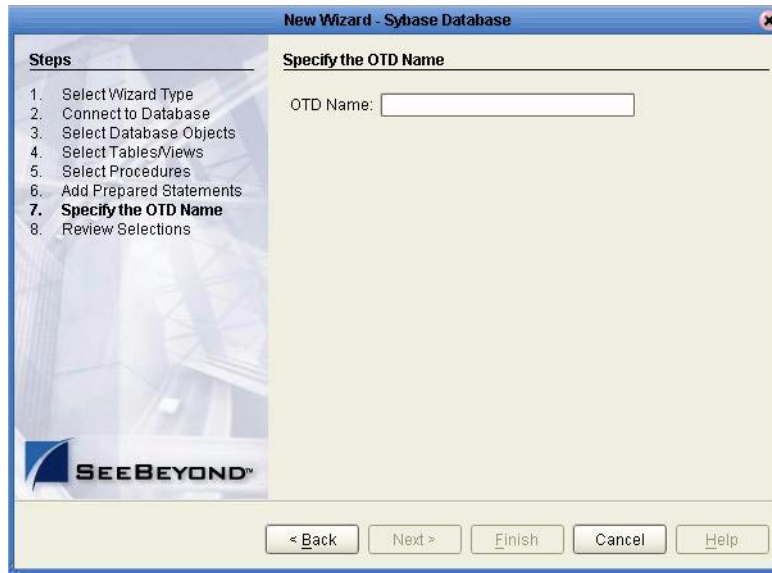 New Wizard - Sybase Database
Steps
1. Select Wizard Type
2. Connect to Database
3. Select Database Objects
4. Select Tables/Views
5. Select Procedures
6. Add Prepared Statements
7. Specify the OTD Name
8. Review Selections
SEEBEYOND™
Specify the OTD Name
OTD Name:
< Back
Next >
Finish
Cancel
Help